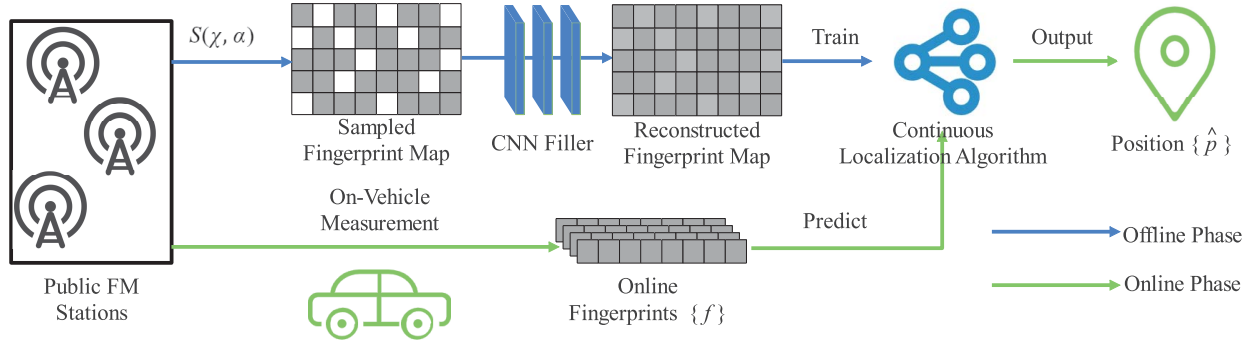 S(χ, α)
Train
Output
Sampled
Fingerprint Map
CNN Filler
Reconstructed
Fingerprint Map
Continuous
Localization Algorithm
Position { p̂ }
On-Vehicle
Measurement
Predict
Public FM
Stations
Online
Fingerprints { f }
Offline Phase
Online Phase